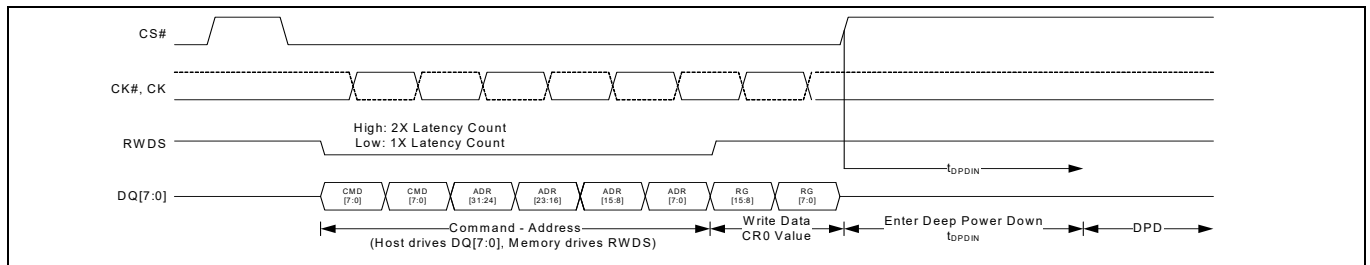 CS#
CK#, CK
High: 2X Latency Count
Low: 1X Latency Count
RWDS
tDPDIN
DQ[7:0]
CMD [7:0]
CMD [7:0]
ADR [31:24]
ADR [23:16]
ADR [15:8]
ADR [7:0]
RG [15:8]
RG [7:0]
Command - Address
(Host drives DQ[7:0], Memory drives RWDS)
Write Data
CR0 Value
Enter Deep Power Down
tDPDIN
DPD